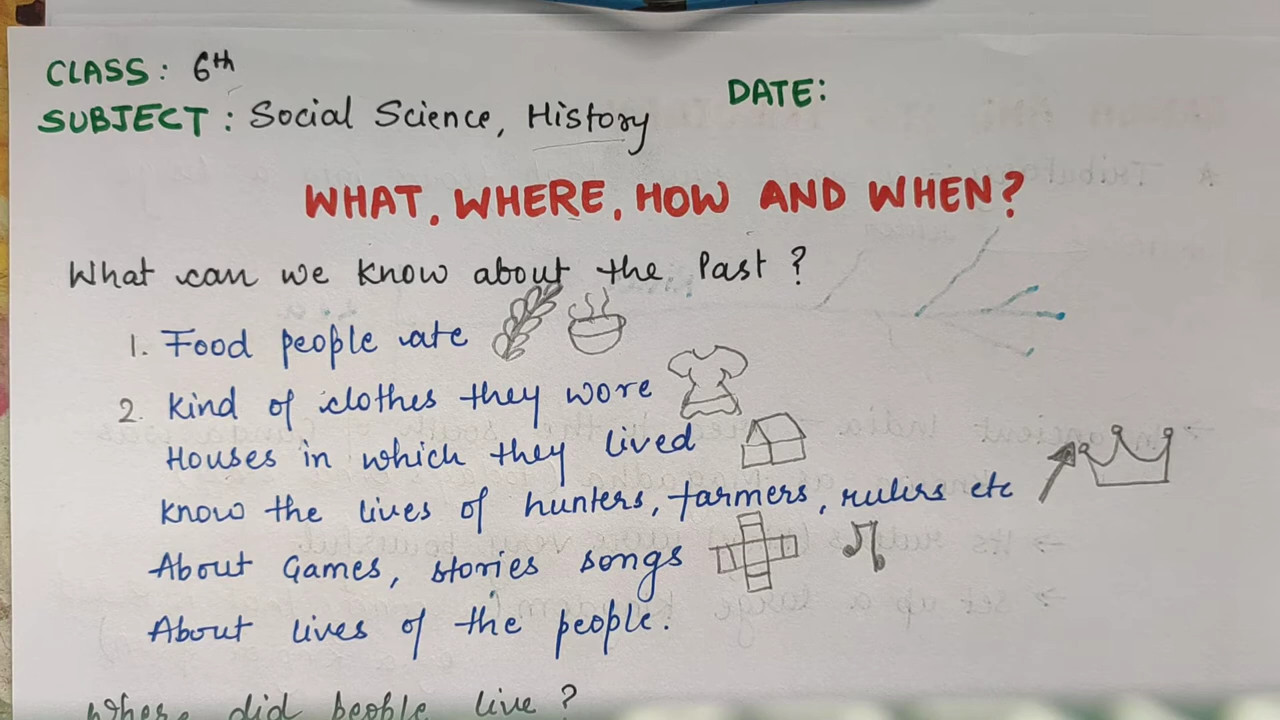 CLASS: 6th
DATE:
SUBJECT: Social Science, History
WHAT, WHERE, HOW AND WHEN?
What can we know about the Past?
1. Food people ate
2. Kind of clothes they wore
Houses in which they lived
Know the lives of hunters, farmers, rulers etc
About Games, stories songs
About lives of the people.
Where did people live?